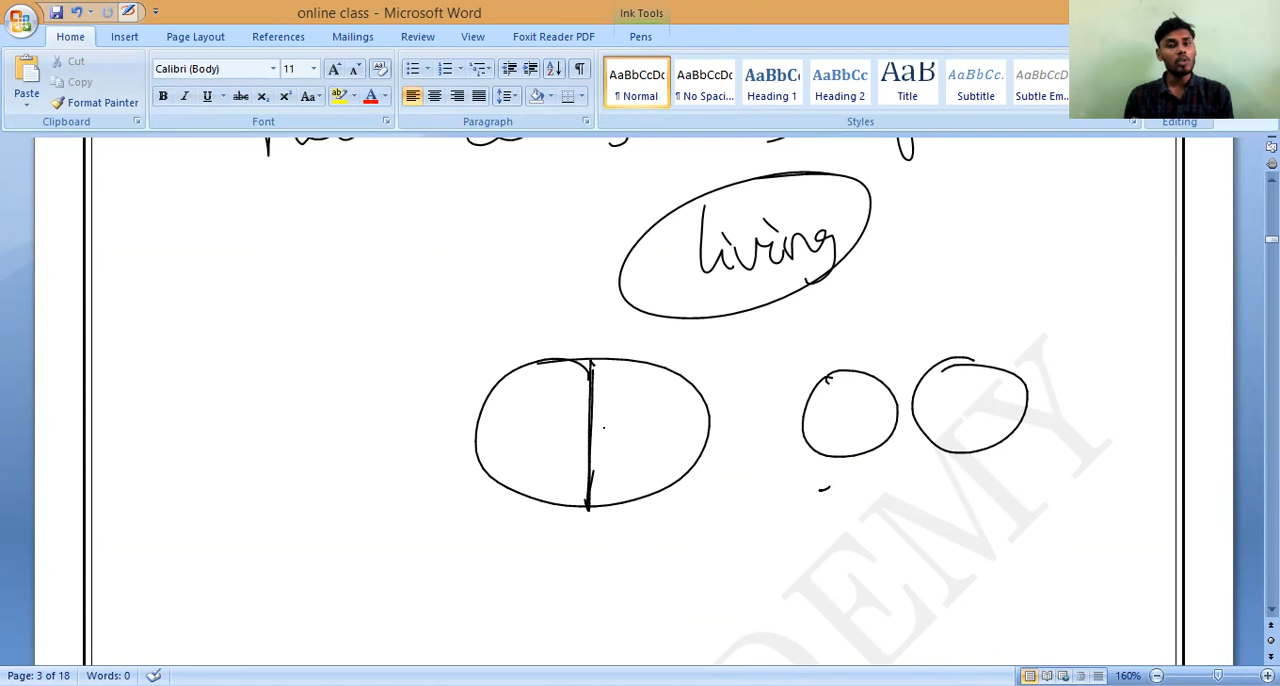 online class - Microsoft Word
Ink Tools
Home Insert Page Layout References Mailings Review View Foxit Reader PDF Pens
Paste
Cut
Copy
Format Painter
Clipboard
Calibri (Body) 11
Font
Paragraph
AaBbCcDc AaBbCcDc AaBbC AaBbCc AaB AaBbCc. AaBbCcDc
¶ Normal ¶ No Spaci... Heading 1 Heading 2 Title Subtitle Subtle Em...
Styles
Editing
living
DEMY
Page: 3 of 18 Words: 0 160%